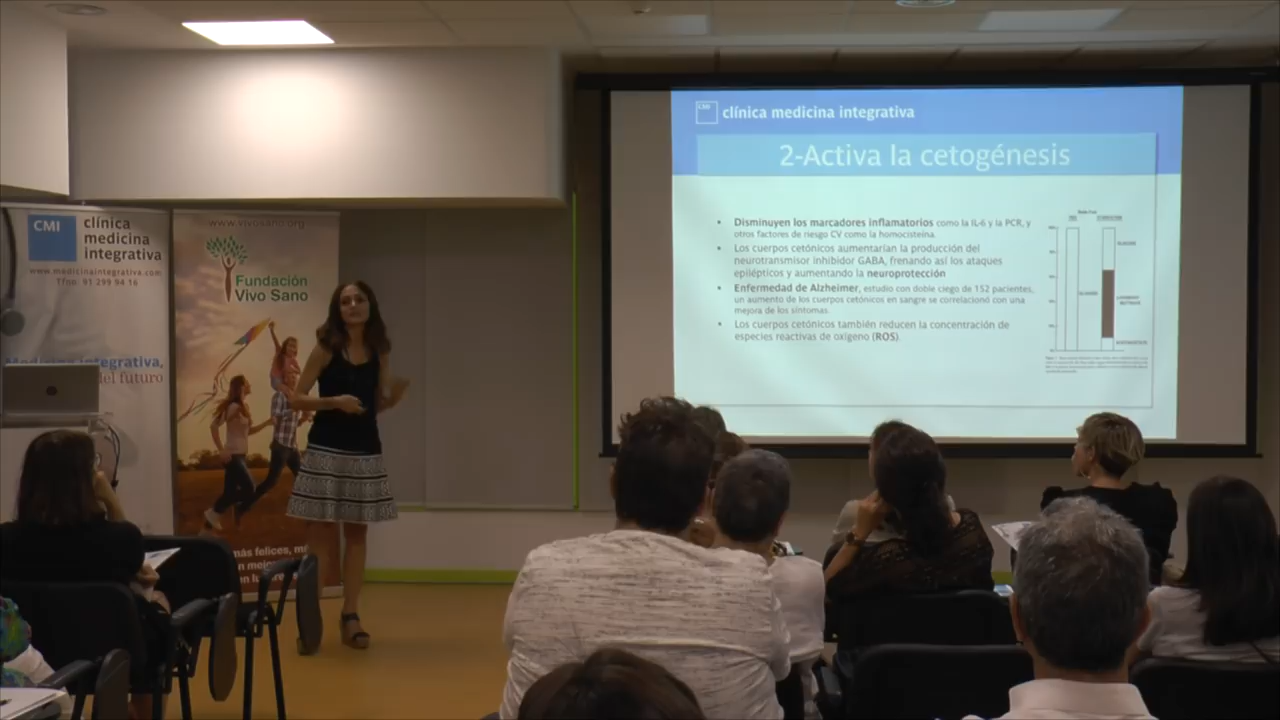 CMI
clínica
medicina
integrativa
www.medicinaintegrativa.com
Tfno. 91 299 94 16
Medicina integrativa,
del futuro
www.vivosano.org
Fundación
Vivo Sano
más felices, m
n mejor
CMI
clínica medicina integrativa
2-Activa la cetogénesis
• Disminuyen los marcadores inflamatorios como la IL-6 y la PCR, y
otros factores de riesgo CV como la homocisteína.
• Los cuerpos cetónicos aumentarían la producción del
neurotransmisor inhibidor GABA, frenando así los ataques
epilépticos y aumentando la neuroprotección
• Enfermedad de Alzheimer, estudio con doble ciego de 152 pacientes,
un aumento de los cuerpos cetónicos en sangre se correlacionó con una
mejora de los síntomas.
• Los cuerpos cetónicos también reducen la concentración de
especies reactivas de oxígeno (ROS).